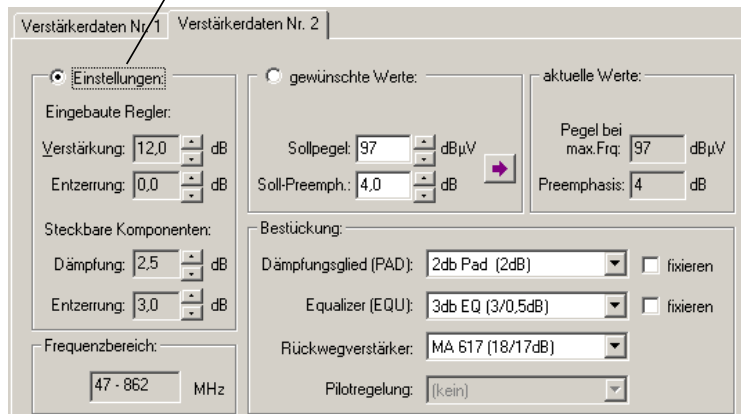 Verstärkerdaten Nr. 1
Verstärkerdaten Nr. 2
Einstellungen:
Eingebaute Regler:
Verstärkung: 12,0 dB
Entzerrung: 0,0 dB
Steckbare Komponenten:
Dämpfung: 2,5 dB
Entzerrung: 3,0 dB
Frequenzbereich:
47 - 862 MHz
gewünschte Werte:
Sollpegel: 97 dBµV
Soll-Preemph.: 4,0 dB
aktuelle Werte:
Pegel bei
max.Frq: 97 dBµV
Preemphasis: 4 dB
Bestückung:
Dämpfungsglied (PAD): 2db Pad (2dB) fixieren
Equalizer (EQU): 3db EQ (3/0,5dB) fixieren
Rückwegverstärker: MA 617 (18/17dB)
Pilotregelung: (kein)